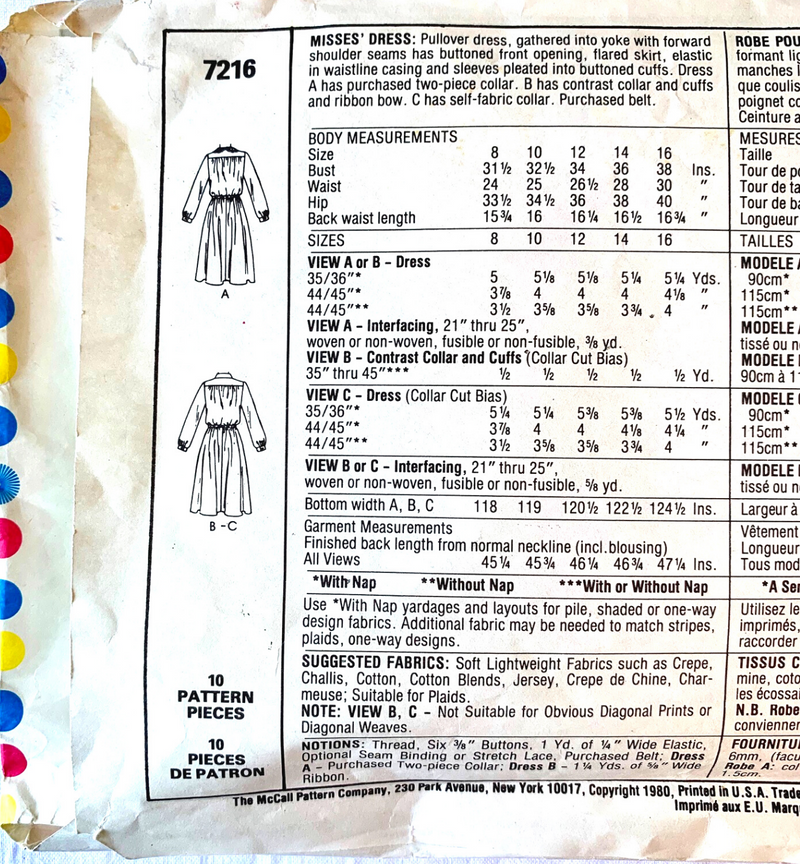 7216
A
B - C
10
PATTERN
PIECES
10
PIECES
DE PATRON
MISSES' DRESS: Pullover dress, gathered into yoke with forward
shoulder seams has buttoned front opening, flared skirt, elastic
in waistline casing and sleeves pleated into buttoned cuffs. Dress
A has purchased two-piece collar. B has contrast collar and cuffs
and ribbon bow. C has self-fabric collar. Purchased belt.
BODY MEASUREMENTS
Size 8 10 12 14 16
Bust 31½ 32½ 34 36 38 Ins.
Waist 24 25 26½ 28 30 "
Hip 33½ 34½ 36 38 40 "
Back waist length 15¾ 16 16¼ 16½ 16¾ "
SIZES 8 10 12 14 16
VIEW A or B – Dress
35/36"* 5 5⅛ 5⅛ 5¼ 5¼ Yds.
44/45"* 3⅞ 4 4 4 4⅛ "
44/45"** 3½ 3⅝ 3⅝ 3¾ 4 "
VIEW A – Interfacing, 21" thru 25",
woven or non-woven, fusible or non-fusible, ⅜ yd.
VIEW B – Contrast Collar and Cuffs (Collar Cut Bias)
35" thru 45"*** ½ ½ ½ ½ ½ Yd.
VIEW C – Dress (Collar Cut Bias)
35/36"* 5¼ 5¼ 5⅜ 5⅜ 5½ Yds.
44/45"* 3⅞ 4 4 4⅛ 4¼ "
44/45"** 3½ 3⅝ 3⅝ 3¾ 4 "
VIEW B or C – Interfacing, 21" thru 25",
woven or non-woven, fusible or non-fusible, ⅝ yd.
Bottom width A, B, C 118 119 120½ 122½ 124½ Ins.
Garment Measurements
Finished back length from normal neckline (incl. blousing)
All Views 45¼ 45¾ 46¼ 46¾ 47¼ Ins.
*With Nap **Without Nap ***With or Without Nap
Use *With Nap yardages and layouts for pile, shaded or one-way
design fabrics. Additional fabric may be needed to match stripes,
plaids, one-way designs.
SUGGESTED FABRICS: Soft Lightweight Fabrics such as Crepe,
Challis, Cotton, Cotton Blends, Jersey, Crepe de Chine, Char-
meuse; Suitable for Plaids.
NOTE: VIEW B, C – Not Suitable for Obvious Diagonal Prints or
Diagonal Weaves.
NOTIONS: Thread, Six ⅜" Buttons, 1 Yd. of ¼" Wide Elastic,
Optional Seam Binding or Stretch Lace, Purchased Belt; Dress
A – Purchased Two-piece Collar; Dress B – 1¼ Yds. of ⅝" Wide
Ribbon.
ROBE POU
formant lig
manches l
que coulis
poignet co
Ceinture a
MESURES
Taille
Tour de po
Tour de ta
Tour de ba
Longueur
TAILLES
MODELE A
90cm*
115cm*
115cm**
MODELE A
tissé ou n
MODELE B
90cm à 11
MODELE C
90cm*
115cm*
115cm**
MODELE B
tissé ou n
Largeur à
Vêtement
Longueur
Tous mod
*A Sen
Utilisez le
imprimés,
raccorder
TISSUS C
mine, coto
les écossai
N.B. Robe
convienner
FOURNITU
6mm, (facu
Robe A: col
1.5cm.
The McCall Pattern Company, 230 Park Avenue, New York 10017, Copyright 1980, Printed in U.S.A. Trade
Imprimé aux E.U. Marq